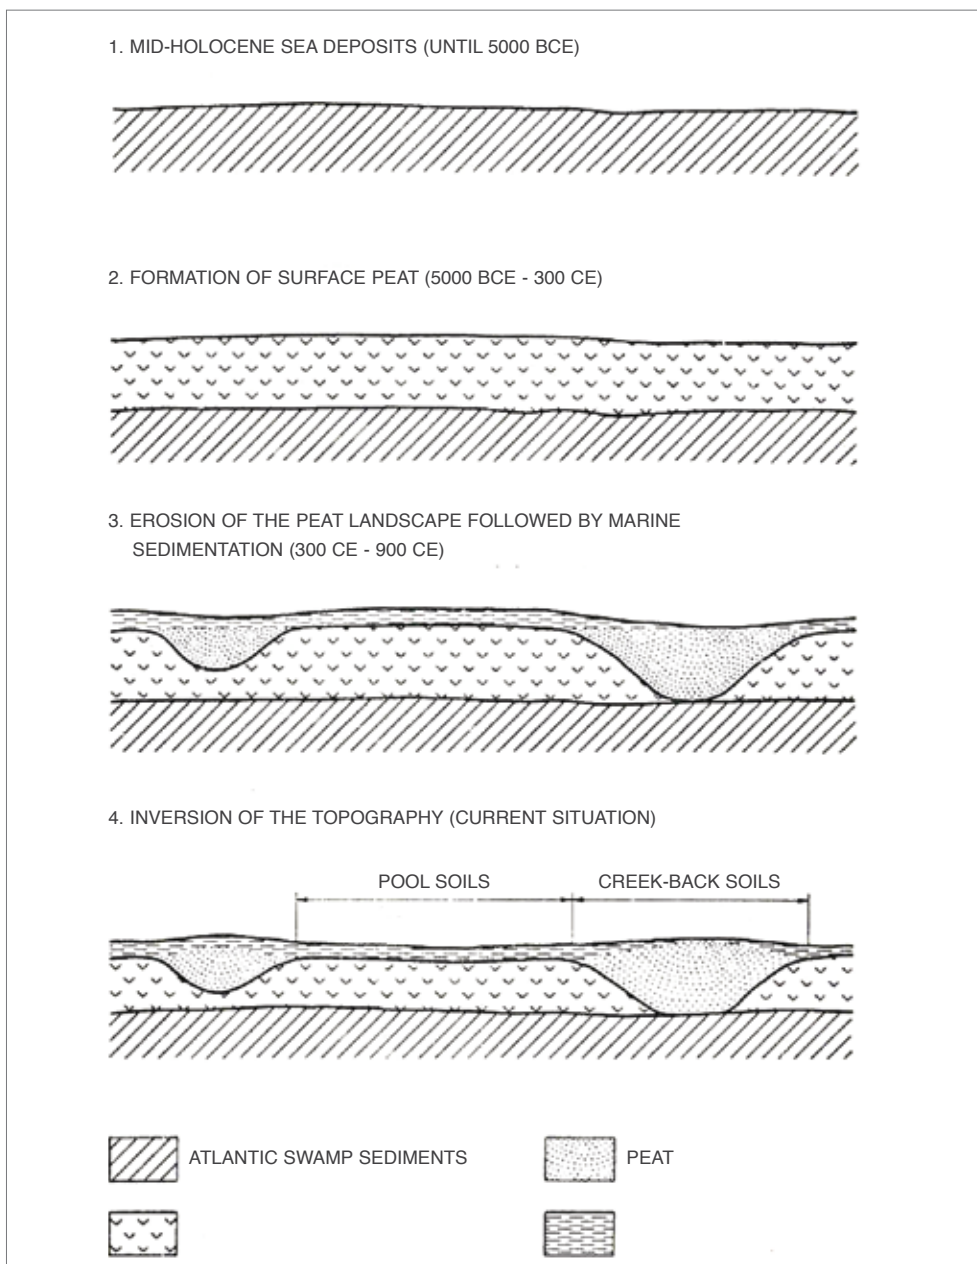 1. MID-HOLOCENE SEA DEPOSITS (UNTIL 5000 BCE)
2. FORMATION OF SURFACE PEAT (5000 BCE - 300 CE)
3. EROSION OF THE PEAT LANDSCAPE FOLLOWED BY MARINE
SEDIMENTATION (300 CE - 900 CE)
4. INVERSION OF THE TOPOGRAPHY (CURRENT SITUATION)
POOL SOILS
CREEK-BACK SOILS
ATLANTIC SWAMP SEDIMENTS
PEAT